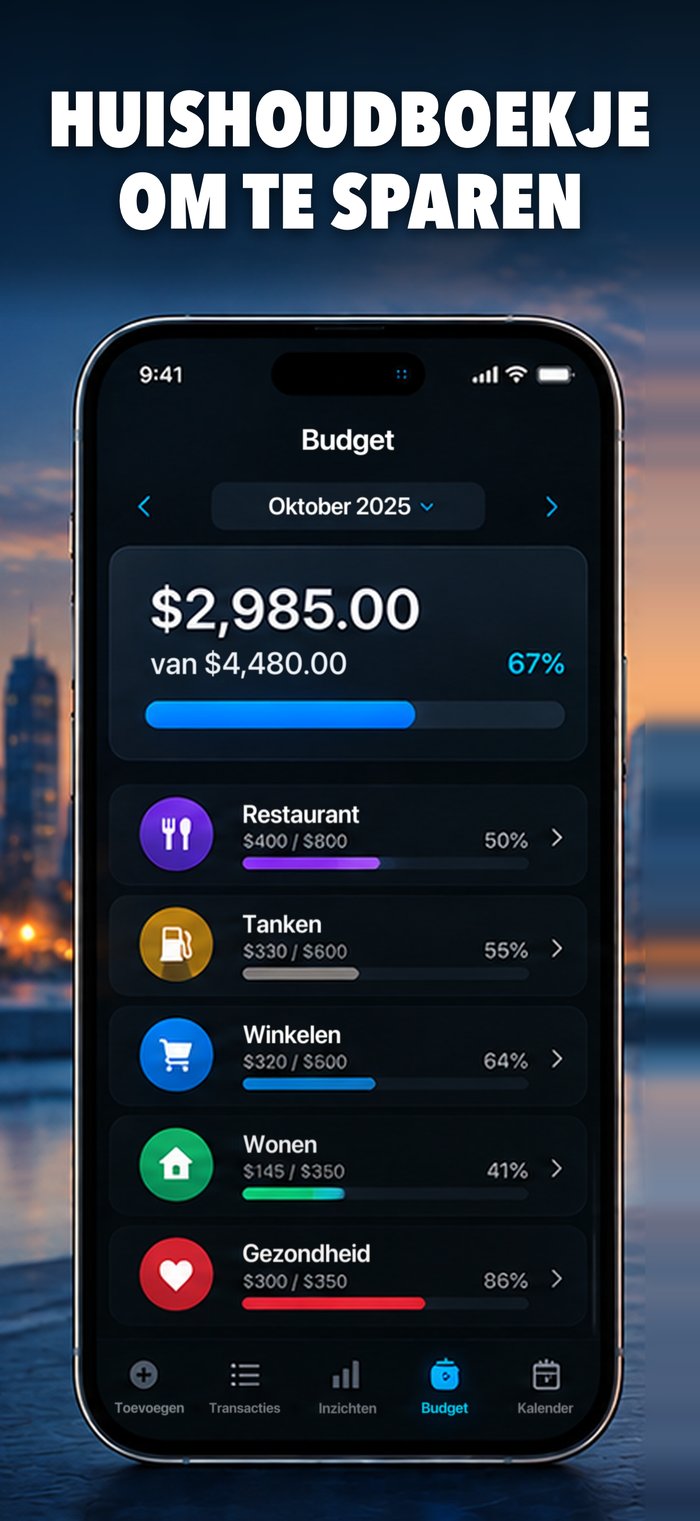 HUISHOUDBOEKJE
OM TE SPAREN
9:41
Budget
Oktober 2025
$2,985.00
van $4,480.00
67%
Restaurant
$400 / $800
50%
Tanken
$330 / $600
55%
Winkelen
$320 / $600
64%
Wonen
$145 / $350
41%
Gezondheid
$300 / $350
86%
Toevoegen
Transacties
Inzichten
Budget
Kalender